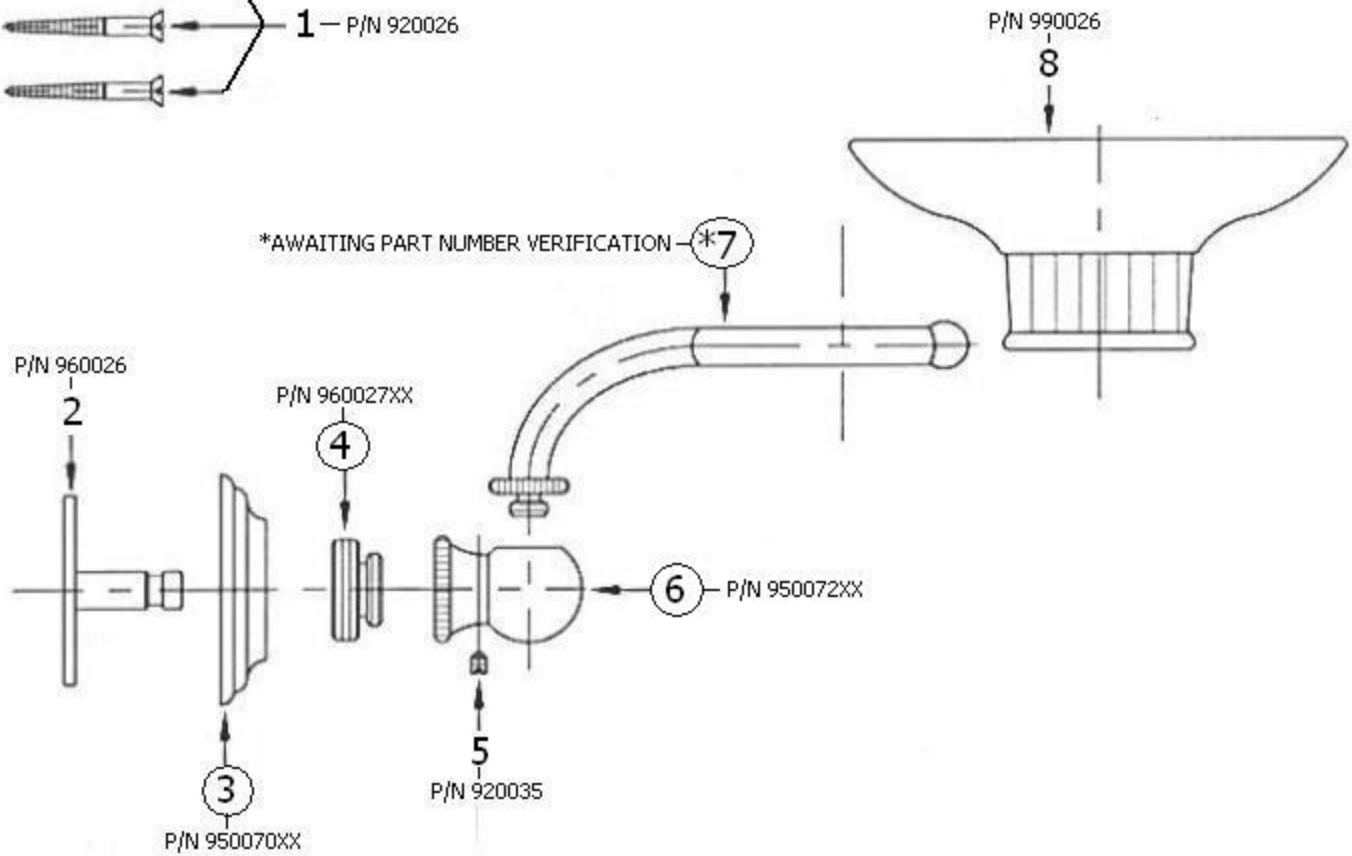 1 — P/N 920026
P/N 990026
8
*AWAITING PART NUMBER VERIFICATION – *7
P/N 960026
2
P/N 960027XX
4
6 – P/N 950072XX
5
P/N 920035
3
P/N 950070XX